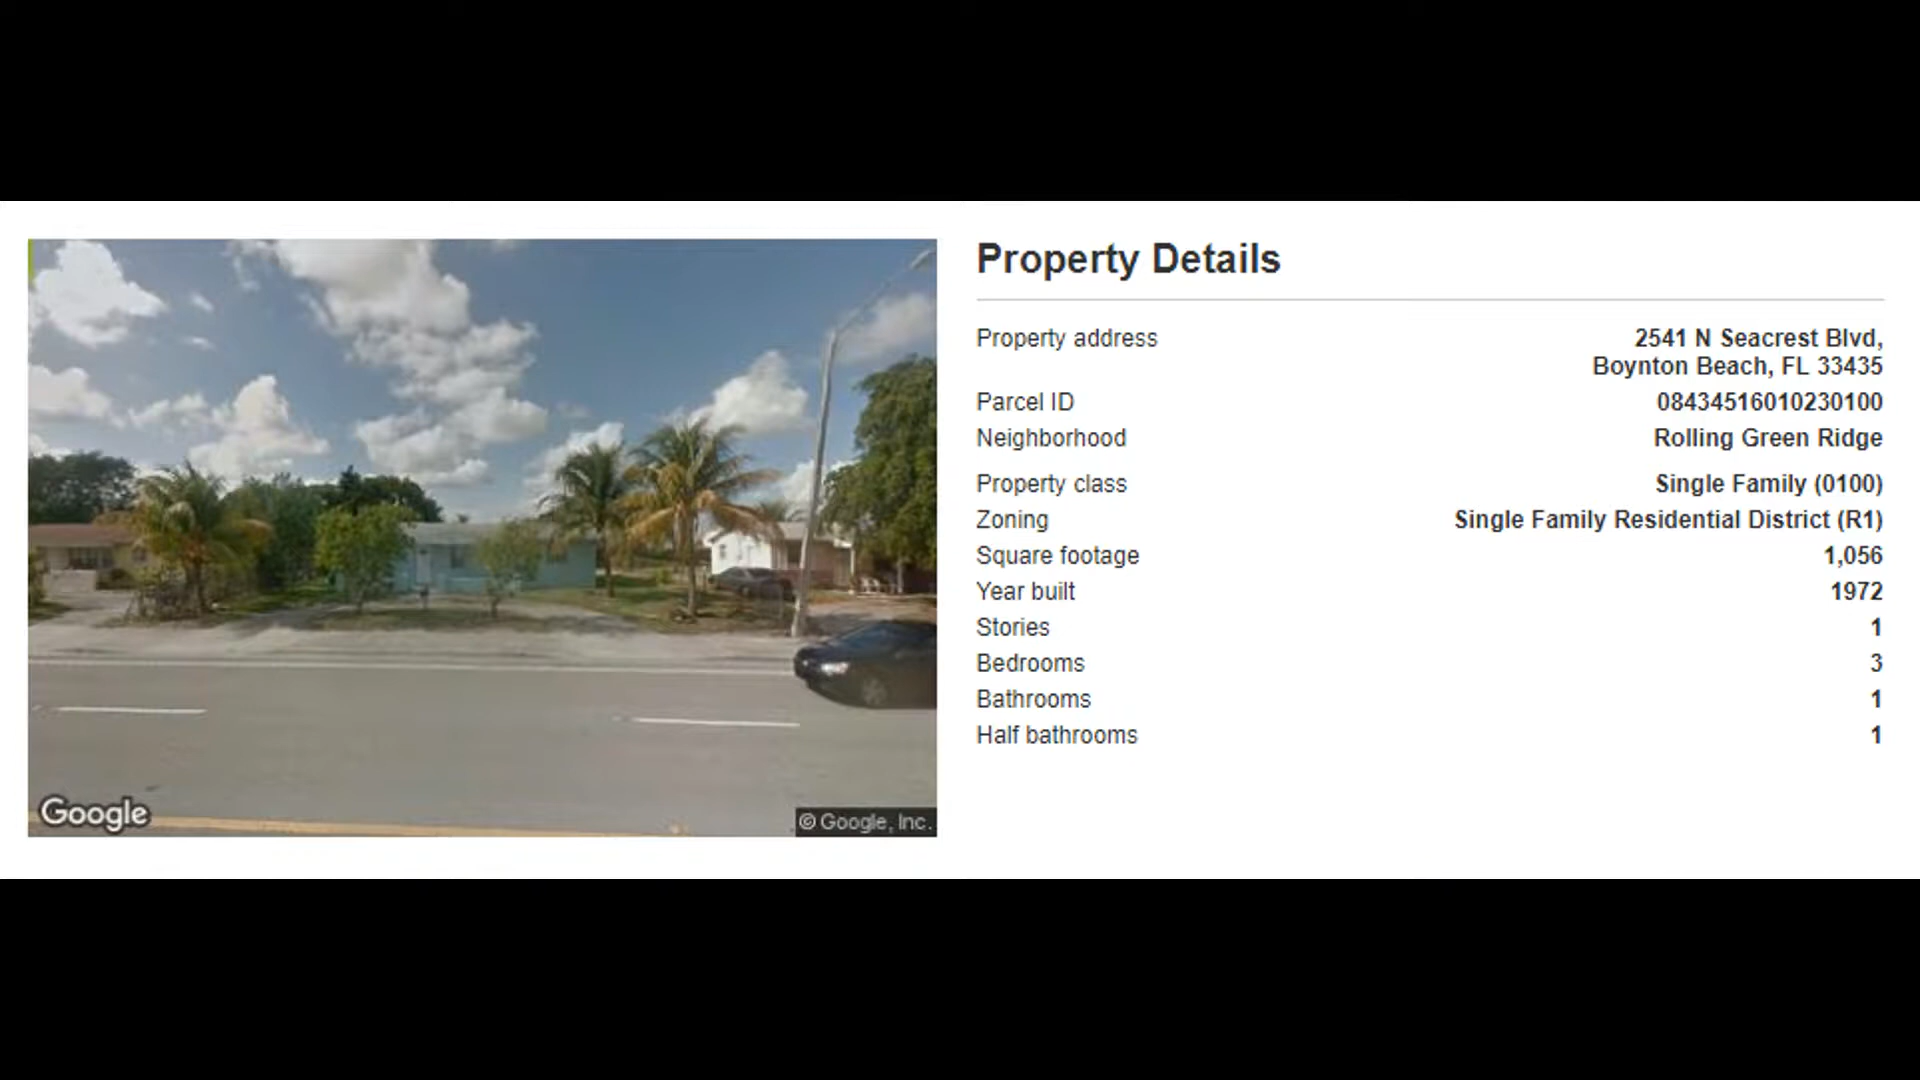 Property Details
Property address 2541 N Seacrest Blvd,
Boynton Beach, FL 33435
Parcel ID 08434516010230100
Neighborhood Rolling Green Ridge
Property class Single Family (0100)
Zoning Single Family Residential District (R1)
Square footage 1,056
Year built 1972
Stories 1
Bedrooms 3
Bathrooms 1
Half bathrooms 1
Google
© Google, Inc.